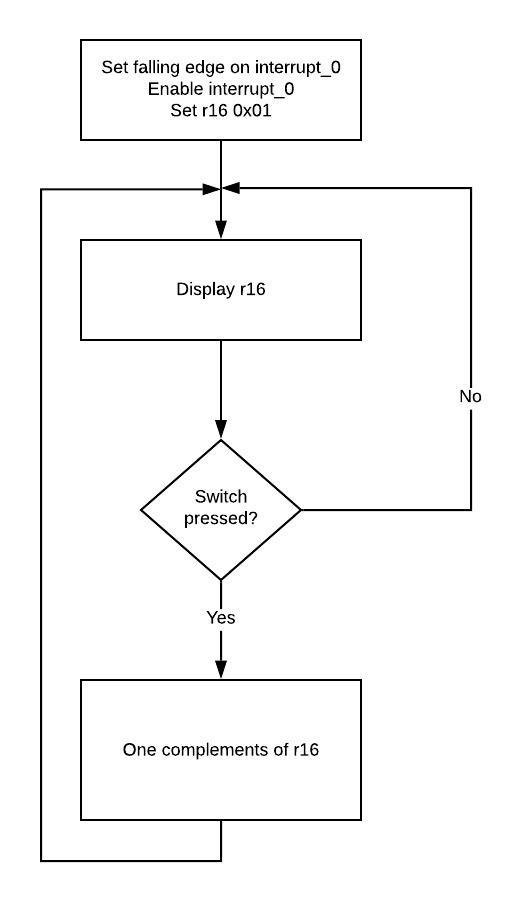 Set falling edge on interrupt_0
Enable interrupt_0
Set r16 0x01
Display r16
No
Switch
pressed?
Yes
One complements of r16